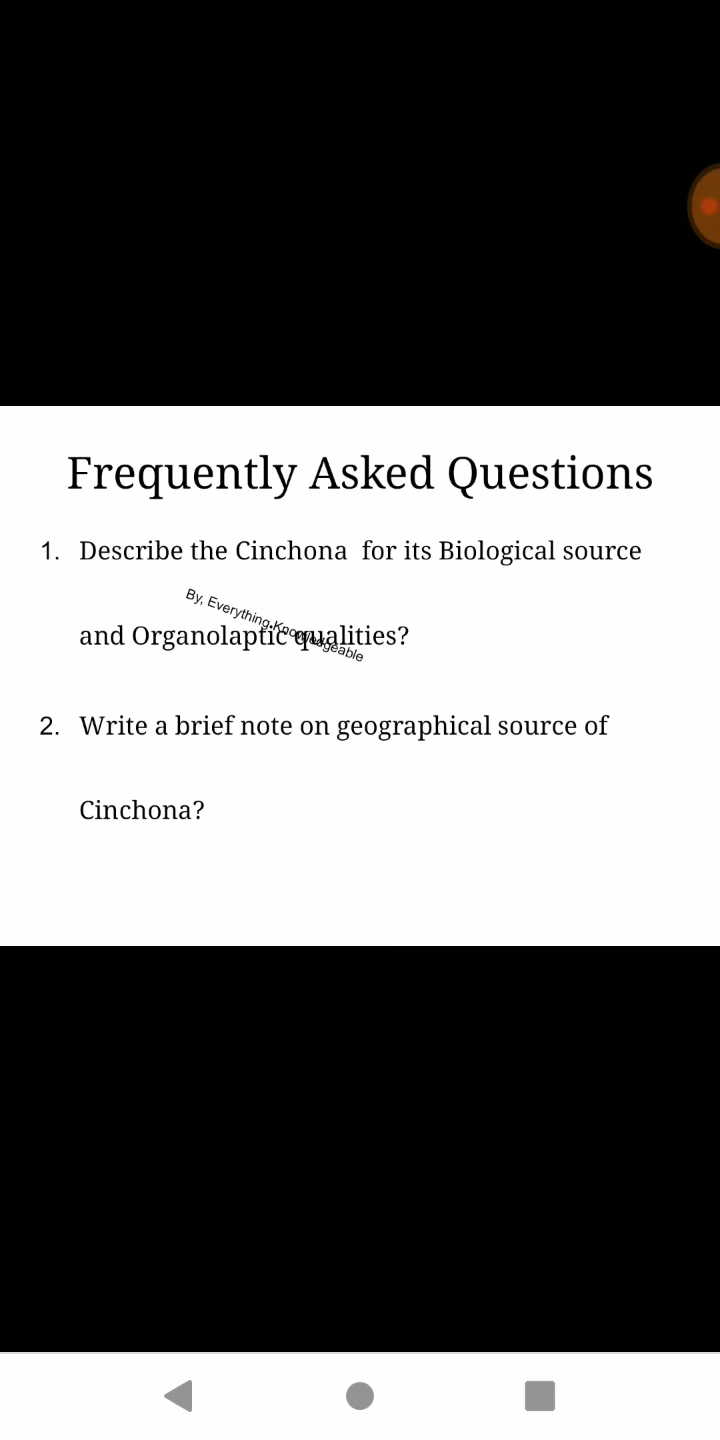 Frequently Asked Questions
1. Describe the Cinchona  for its Biological source
By, Everything Knowledgeable
and Organolaptic qualities?
2. Write a brief note on geographical source of
Cinchona?